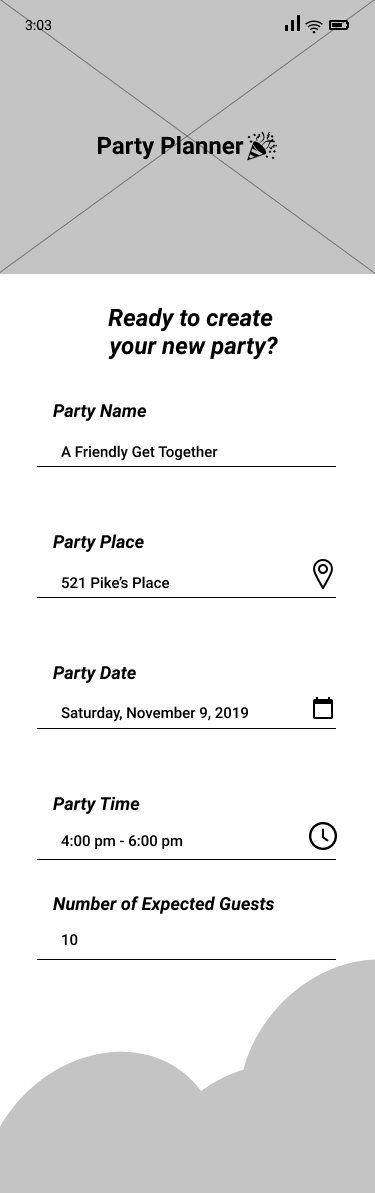 3:03
Party Planner
Ready to create
your new party?
Party Name
A Friendly Get Together
Party Place
521 Pike's Place
Party Date
Saturday, November 9, 2019
Party Time
4:00 pm - 6:00 pm
Number of Expected Guests
10